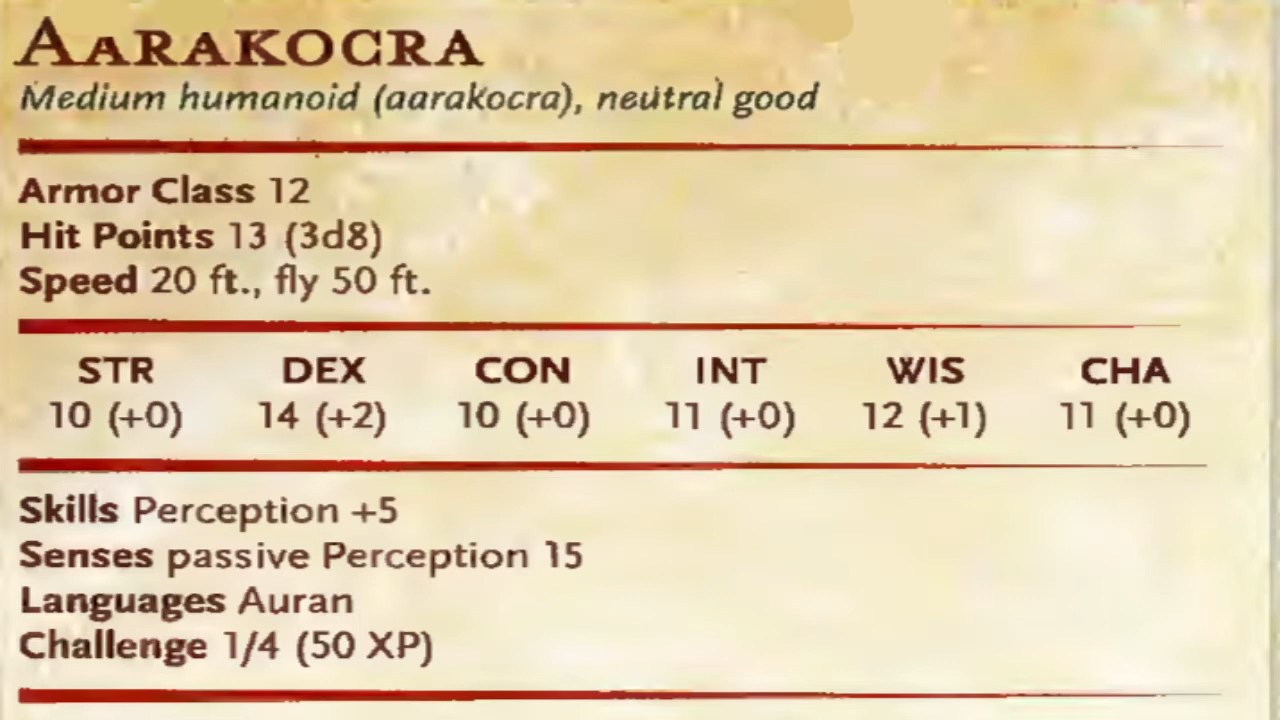 AARAKOCRA
Medium humanoid (aarakocra), neutral good
Armor Class 12
Hit Points 13 (3d8)
Speed 20 ft., fly 50 ft.
STR DEX CON INT WIS CHA
10 (+0) 14 (+2) 10 (+0) 11 (+0) 12 (+1) 11 (+0)
Skills Perception +5
Senses passive Perception 15
Languages Auran
Challenge 1/4 (50 XP)